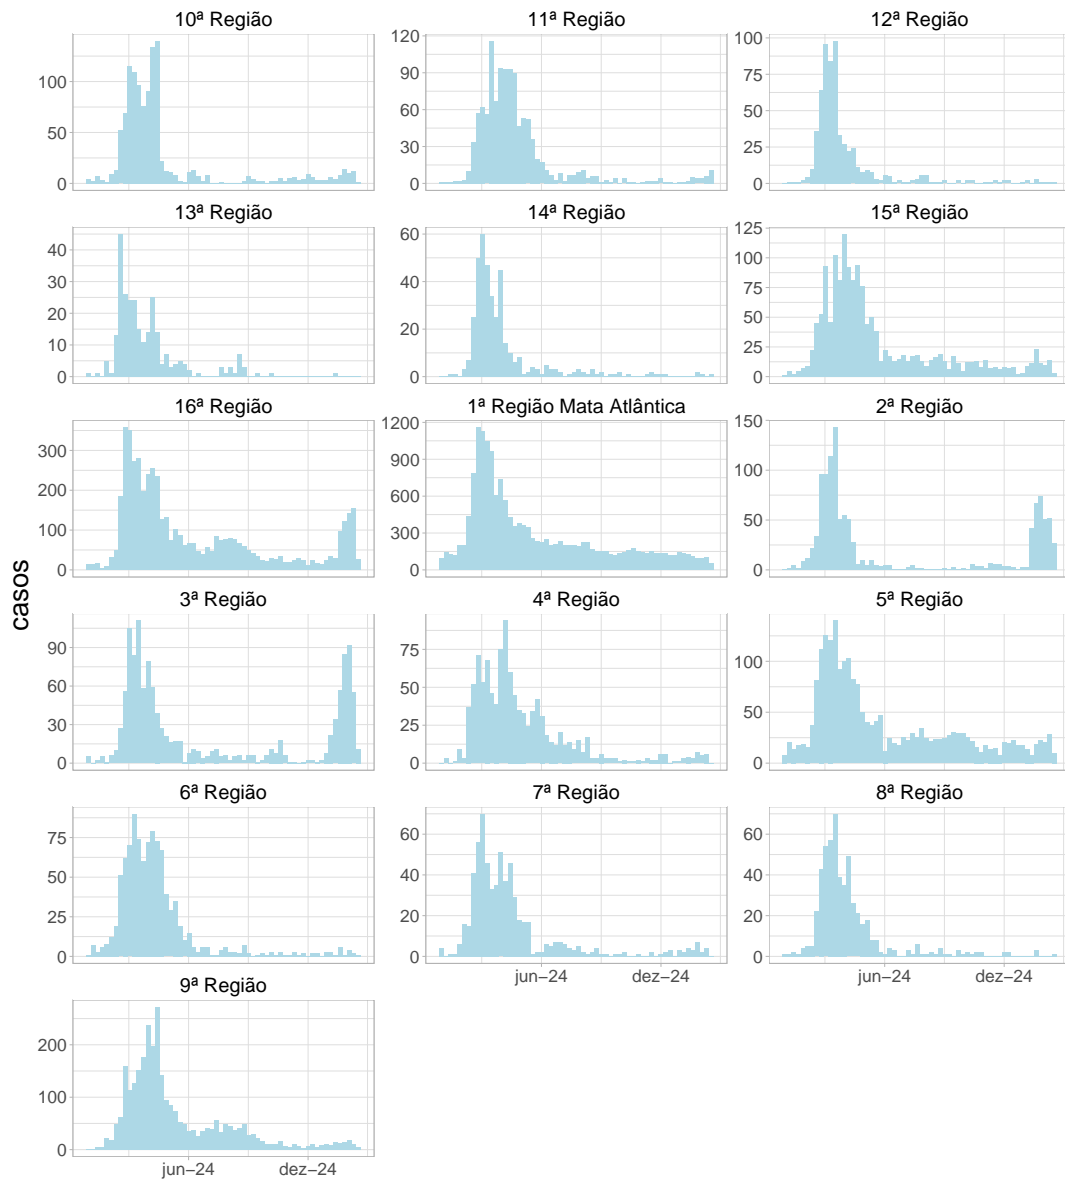 10ª Região
11ª Região
12ª Região
100
50
0
120
90
60
30
0
100
75
50
25
0
13ª Região
14ª Região
15ª Região
40
30
20
10
0
60
40
20
0
125
100
75
50
25
0
16ª Região
1ª Região Mata Atlântica
2ª Região
300
200
100
0
1200
900
600
300
0
150
100
50
0
casos
3ª Região
4ª Região
5ª Região
90
60
30
0
75
50
25
0
100
50
0
6ª Região
7ª Região
8ª Região
75
50
25
0
60
40
20
0
60
40
20
0
jun−24
dez−24
jun−24
dez−24
9ª Região
200
100
0
jun−24
dez−24